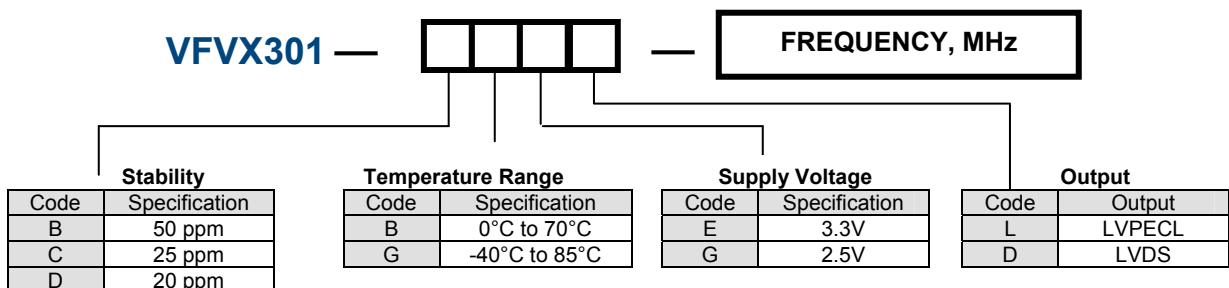 VFVX301 — — FREQUENCY, MHz
Stability
Code Specification
B 50 ppm
C 25 ppm
D 20 ppm
Temperature Range
Code Specification
B 0°C to 70°C
G -40°C to 85°C
Supply Voltage
Code Specification
E 3.3V
G 2.5V
Output
Code Output
L LVPECL
D LVDS